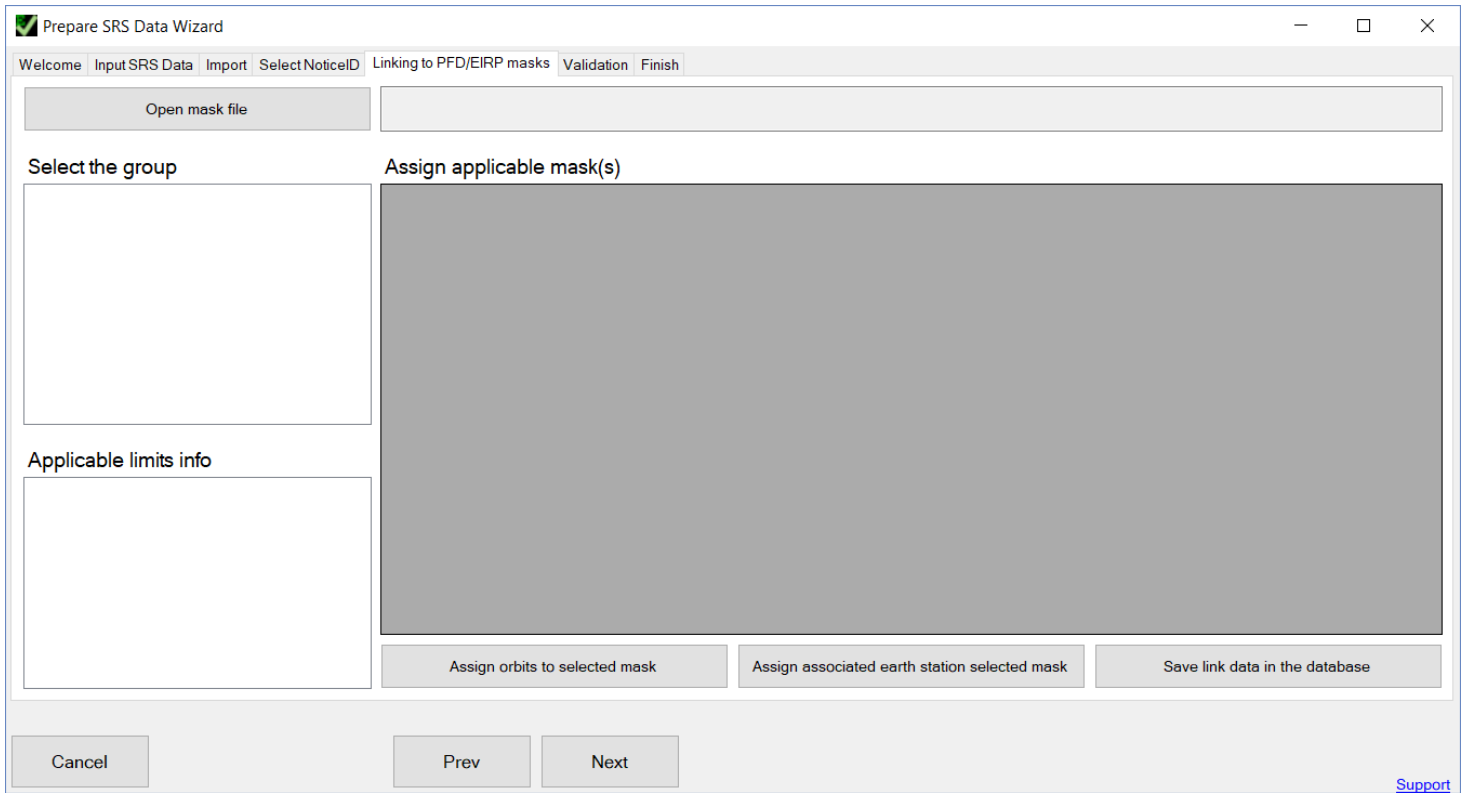 Prepare SRS Data Wizard
Welcome Input SRS Data Import Select NoticeID Linking to PFD/EIRP masks Validation Finish
Open mask file
Select the group Assign applicable mask(s)
Applicable limits info
Assign orbits to selected mask Assign associated earth station selected mask Save link data in the database
Cancel Prev Next
Support